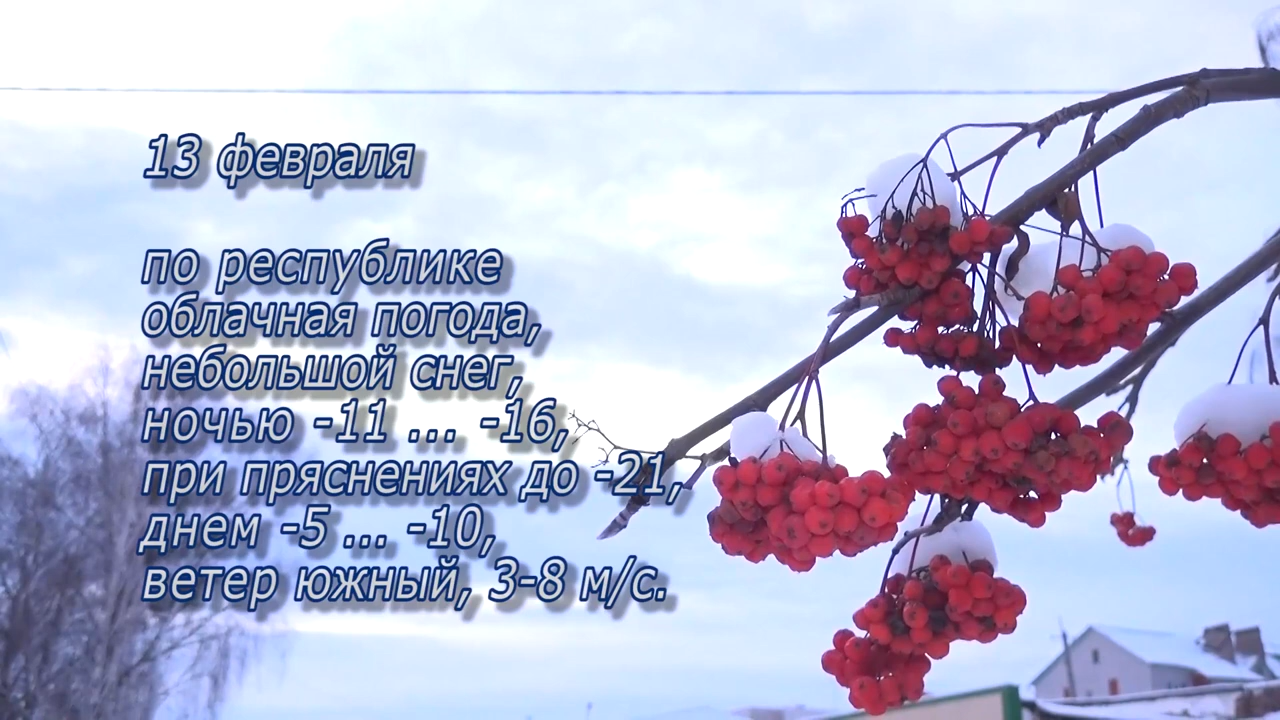 13 февраля
по республике
облачная погода,
небольшой снег,
ночью -11 ... -16,
при пряснениях до -21,
днем -5 ... -10,
ветер южный, 3-8 м/с.